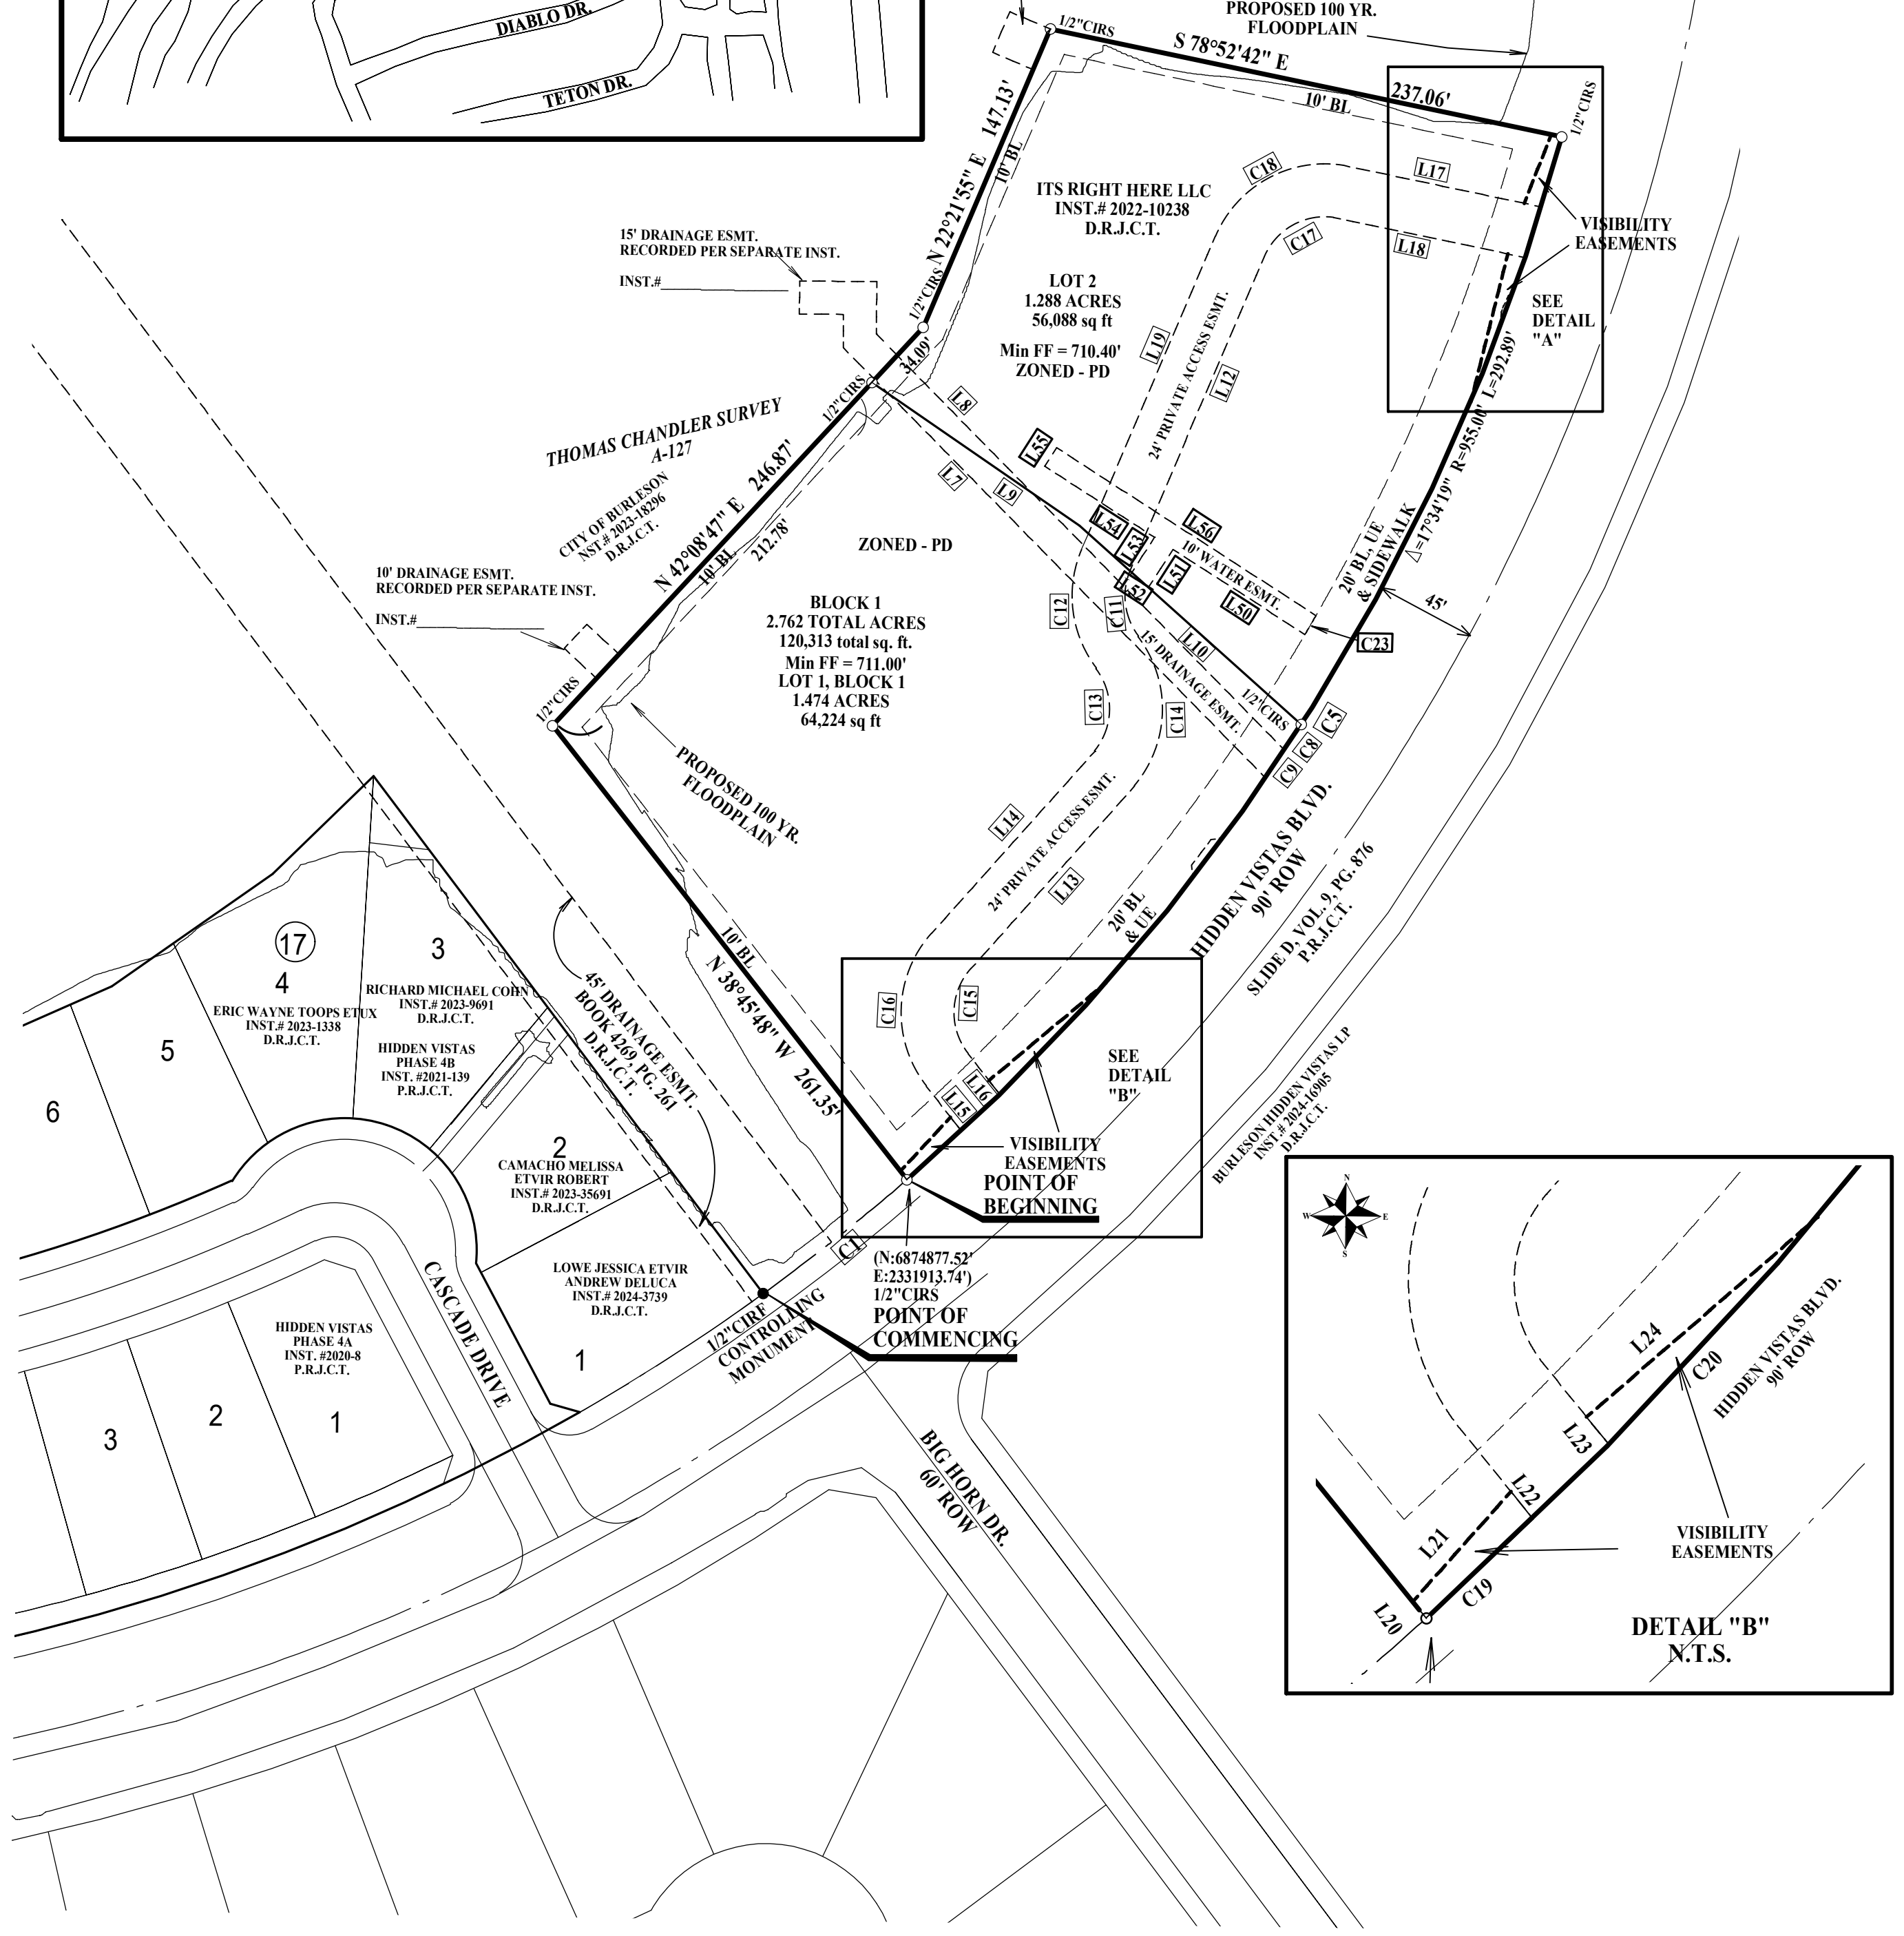 DIABLO DR.
TETON DR.
PROPOSED 100 YR.
FLOODPLAIN
1/2"CIRS
S 78°52'42" E
237.06'
10' BL
1/2"CIRS
147.13'
N 22°21'55" E
10' BL
1/2"CIRS
ITS RIGHT HERE LLC
INST.# 2022-10238
D.R.J.C.T.
C18
L17
C17
L18
VISIBILITY
EASEMENTS
SEE
DETAIL
"A"
15' DRAINAGE ESMT.
RECORDED PER SEPARATE INST.
INST.#
LOT 2
1.288 ACRES
56,088 sq ft
Min FF = 710.40'
ZONED - PD
L19
24' PRIVATE ACCESS ESMT.
L12
34.09'
1/2"CIRS
L8
L7
L9
L55
L54
L53
L56
L51
L52
L50
10' WATER ESMT.
Δ=17°34'19" R=955.00' L=292.89'
20' BL, UE
& SIDEWALK
45'
C23
THOMAS CHANDLER SURVEY
A-127
CITY OF BURLESON
NST.# 2023-18296
D.R.J.C.T.
N 42°08'47" E 246.87'
10' BL
212.78'
ZONED - PD
10' DRAINAGE ESMT.
RECORDED PER SEPARATE INST.
INST.#
BLOCK 1
2.762 TOTAL ACRES
120,313 total sq. ft.
Min FF = 711.00'
LOT 1, BLOCK 1
1.474 ACRES
64,224 sq ft
C12
C11
L10
15' DRAINAGE ESMT.
1/2"CIRS
C13
C14
C5
C8
C9
1/2"CIRS
PROPOSED 100 YR.
FLOODPLAIN
L14
24' PRIVATE ACCESS ESMT.
L13
HIDDEN VISTAS BLVD.
90' ROW
SLIDE D, VOL. 9, PG. 876
P.R.J.C.T.
20' BL
& UE
10' BL
N 38°45'48" W 261.35'
C16
C15
L16
L15
SEE
DETAIL
"B"
VISIBILITY
EASEMENTS
POINT OF
BEGINNING
BURLESON HIDDEN VISTAS LP
INST.# 2024-16905
D.R.J.C.T.
17
4
ERIC WAYNE TOOPS ETUX
INST.# 2023-1338
D.R.J.C.T.
3
RICHARD MICHAEL COHN
INST.# 2023-9691
D.R.J.C.T.
HIDDEN VISTAS
PHASE 4B
INST. #2021-139
P.R.J.C.T.
5
6
45' DRAINAGE ESMT.
BOOK 4269, PG. 261
D.R.J.C.T.
2
CAMACHO MELISSA
ETVIR ROBERT
INST.# 2023-35691
D.R.J.C.T.
LOWE JESSICA ETVIR
ANDREW DELUCA
INST.# 2024-3739
D.R.J.C.T.
1
C1
(N:6874877.52'
E:2331913.74')
1/2"CIRS
POINT OF
COMMENCING
1/2"CIRF
CONTROLLING
MONUMENT
CASCADE DRIVE
HIDDEN VISTAS
PHASE 4A
INST. #2020-8
P.R.J.C.T.
3
2
1
BIG HORN DR.
60' ROW
N
W
E
S
L24
C20
HIDDEN VISTAS BLVD.
90' ROW
L23
L22
L21
C19
L20
VISIBILITY
EASEMENTS
DETAIL "B"
N.T.S.